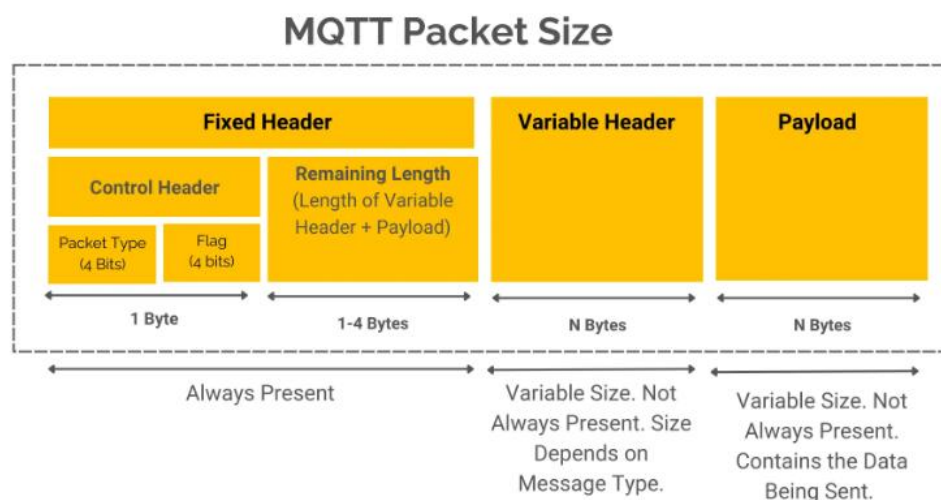 MQTT Packet Size
Fixed Header
Variable Header
Payload
Control Header
Remaining Length
(Length of Variable
Header + Payload)
Packet Type
(4 Bits)
Flag
(4 bits)
1 Byte
1-4 Bytes
N Bytes
N Bytes
Always Present
Variable Size. Not
Always Present. Size
Depends on
Message Type.
Variable Size. Not
Always Present.
Contains the Data
Being Sent.